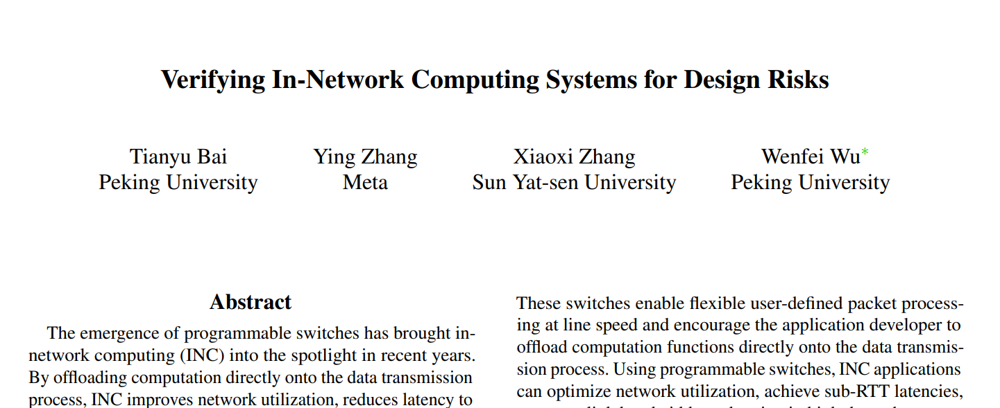 Verifying In-Network Computing Systems for Design Risks
Tianyu Bai
Peking University
Ying Zhang
Meta
Xiaoxi Zhang
Sun Yat-sen University
Wenfei Wu*
Peking University
Abstract
The emergence of programmable switches has brought in-
network computing (INC) into the spotlight in recent years.
By offloading computation directly onto the data transmission
process, INC improves network utilization, reduces latency to
These switches enable flexible user-defined packet process-
ing at line speed and encourage the application developer to
offload computation functions directly onto the data transmis-
sion process. Using programmable switches, INC applications
can optimize network utilization, achieve sub-RTT latencies,